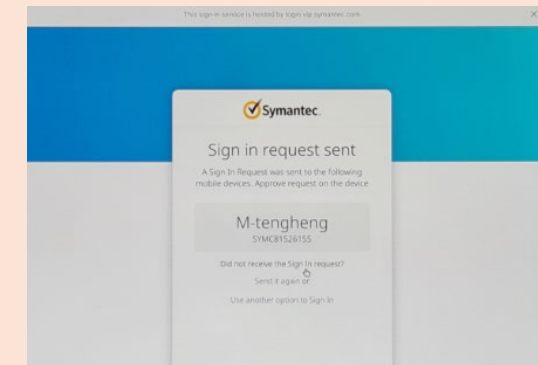 This sign-in service is hosted by login vip symantec.com
Symantec.
Sign in request sent
A Sign In Request was sent to the following
mobile devices. Approve request on the device
M-tengheng
SYMC81526155
Did not receive the Sign In request?
Send it again or
Use another option to Sign In